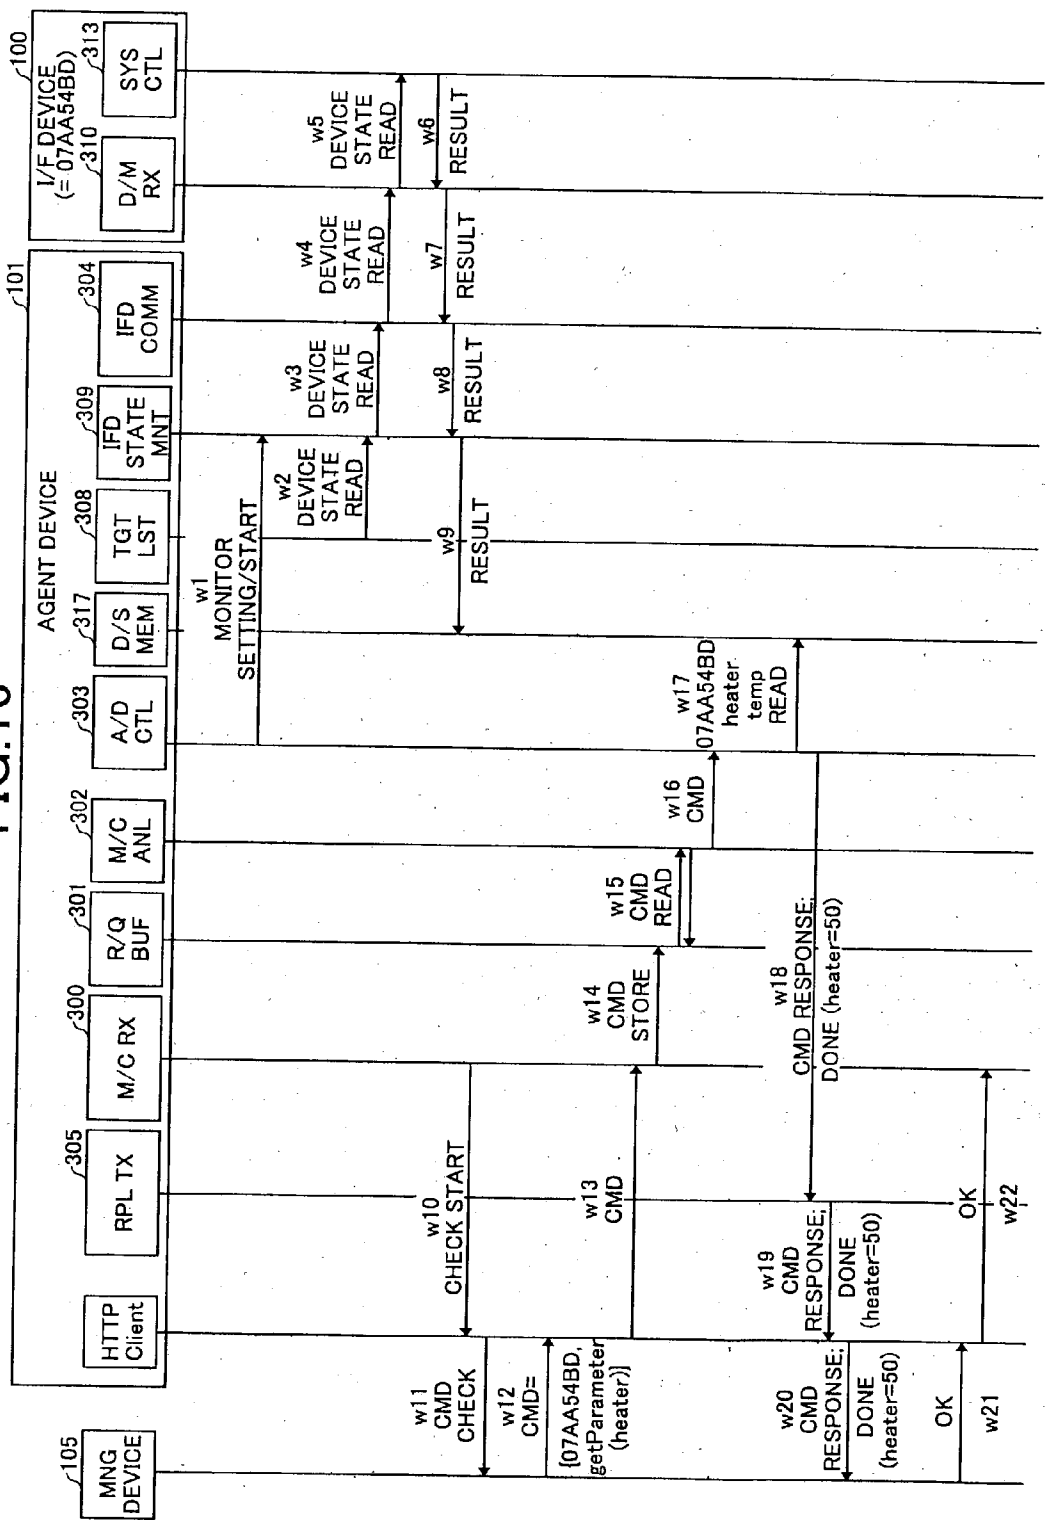 MNG
DEVICE
105
AGENT DEVICE
101
HTTP
Client
RPL TX
305
M/C RX
300
R/Q
BUF
301
M/C
ANL
302
A/D
CTL
303
D/S
MEM
317
TGT
LST
308
IFD
STATE
MNT
309
IFD
COMM
304
I/F DEVICE
(= 07AA54BD)
100
D/M
RX
310
SYS
CTL
313
w1
MONITOR
SETTING/START
w2
DEVICE
STATE
READ
w3
DEVICE
STATE
READ
w4
DEVICE
STATE
READ
w5
DEVICE
STATE
READ
w6
RESULT
w7
RESULT
w8
RESULT
w9
RESULT
w10
CHECK START
w11
CMD
CHECK
w12
CMD=
{07AA54BD,
getParameter
(heater)}
w13
CMD
w14
CMD
STORE
w15
CMD
READ
w16
CMD
w17
07AA54BD
heater
temp
READ
w18
CMD RESPONSE;
DONE (heater=50)
w19
CMD
RESPONSE;
DONE
(heater=50)
w20
CMD
RESPONSE;
DONE
(heater=50)
OK
w21
OK
w22